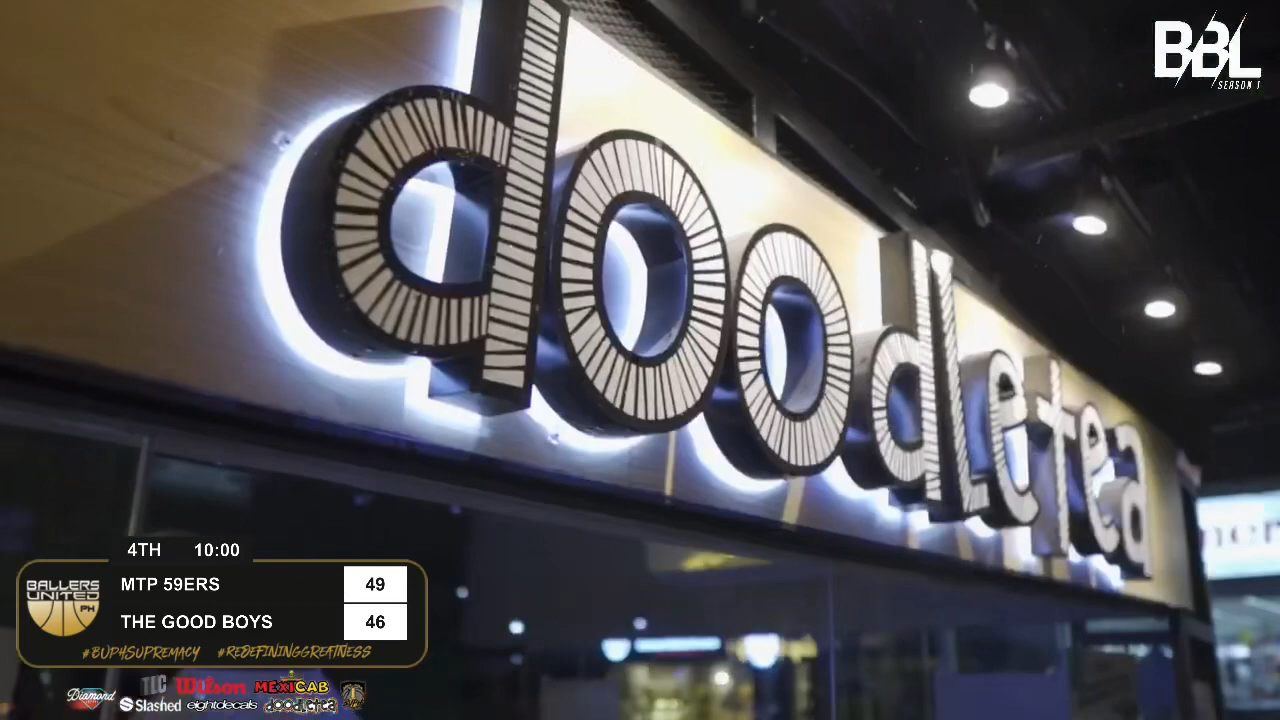 BBL
SEASON 1
doodletea
4TH 10:00
BALLERS
UNITED
PH
MTP 59ERS 49
THE GOOD BOYS 46
#BUPHSUPREMACY #REDEFININGGREATNESS
Diamond
TLC
Wilson
MEXICAB
Slashed
eightdecals
doodletea